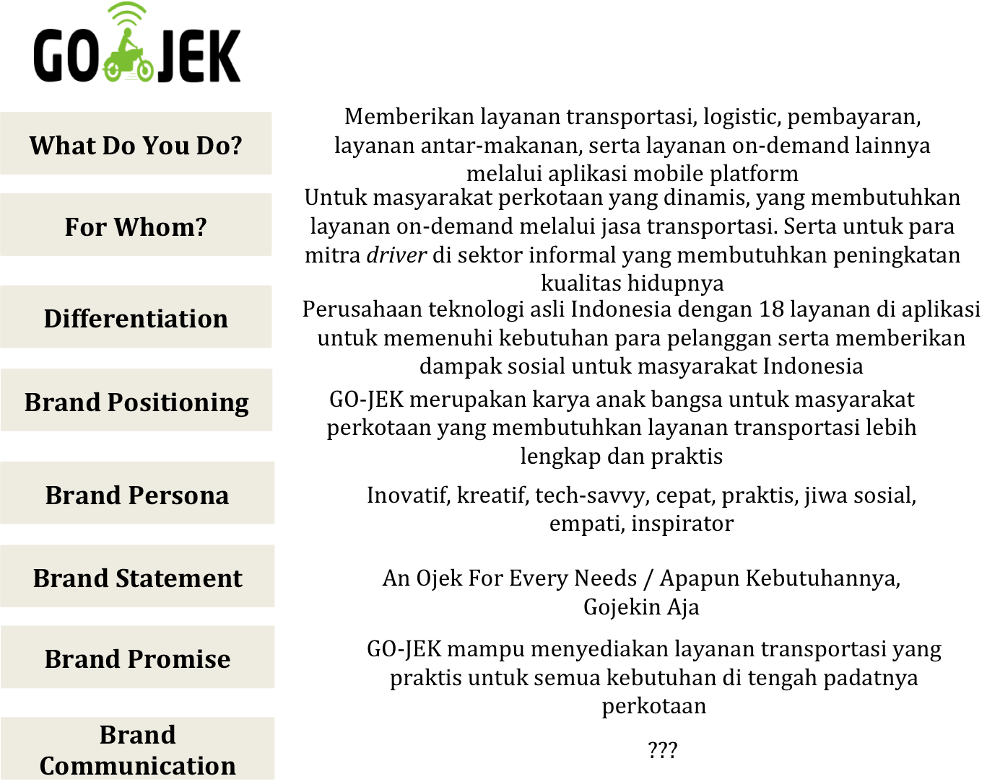 GO JEK
What Do You Do?
Memberikan layanan transportasi, logistic, pembayaran,
layanan antar-makanan, serta layanan on-demand lainnya
melalui aplikasi mobile platform
For Whom?
Untuk masyarakat perkotaan yang dinamis, yang membutuhkan
layanan on-demand melalui jasa transportasi. Serta untuk para
mitra driver di sektor informal yang membutuhkan peningkatan
kualitas hidupnya
Differentiation
Perusahaan teknologi asli Indonesia dengan 18 layanan di aplikasi
untuk memenuhi kebutuhan para pelanggan serta memberikan
dampak sosial untuk masyarakat Indonesia
Brand Positioning
GO-JEK merupakan karya anak bangsa untuk masyarakat
perkotaan yang membutuhkan layanan transportasi lebih
lengkap dan praktis
Brand Persona
Inovatif, kreatif, tech-savvy, cepat, praktis, jiwa sosial,
empati, inspirator
Brand Statement
An Ojek For Every Needs / Apapun Kebutuhannya,
Gojekin Aja
Brand Promise
GO-JEK mampu menyediakan layanan transportasi yang
praktis untuk semua kebutuhan di tengah padatnya
perkotaan
Brand
Communication
???